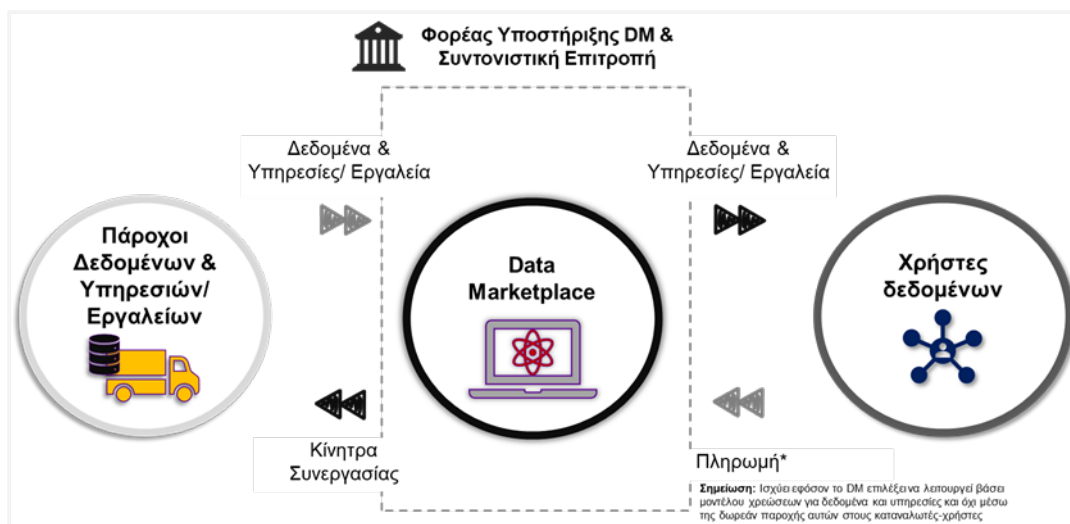 Φορέας Υποστήριξης DM &
Συντονιστική Επιτροπή
Δεδομένα &
Υπηρεσίες/ Εργαλεία
Δεδομένα &
Υπηρεσίες/ Εργαλεία
Πάροχοι
Δεδομένων &
Υπηρεσιών/
Εργαλείων
Data
Marketplace
Χρήστες
δεδομένων
Κίνητρα
Συνεργασίας
Πληρωμή*
Σημείωση: Ισχύει εφόσον το DM επιλέξει να λειτουργεί βάσει
μοντέλου χρεώσεων για δεδομένα και υπηρεσίες και όχι μέσω
της δωρεάν παροχής αυτών στους καταναλωτές-χρήστες